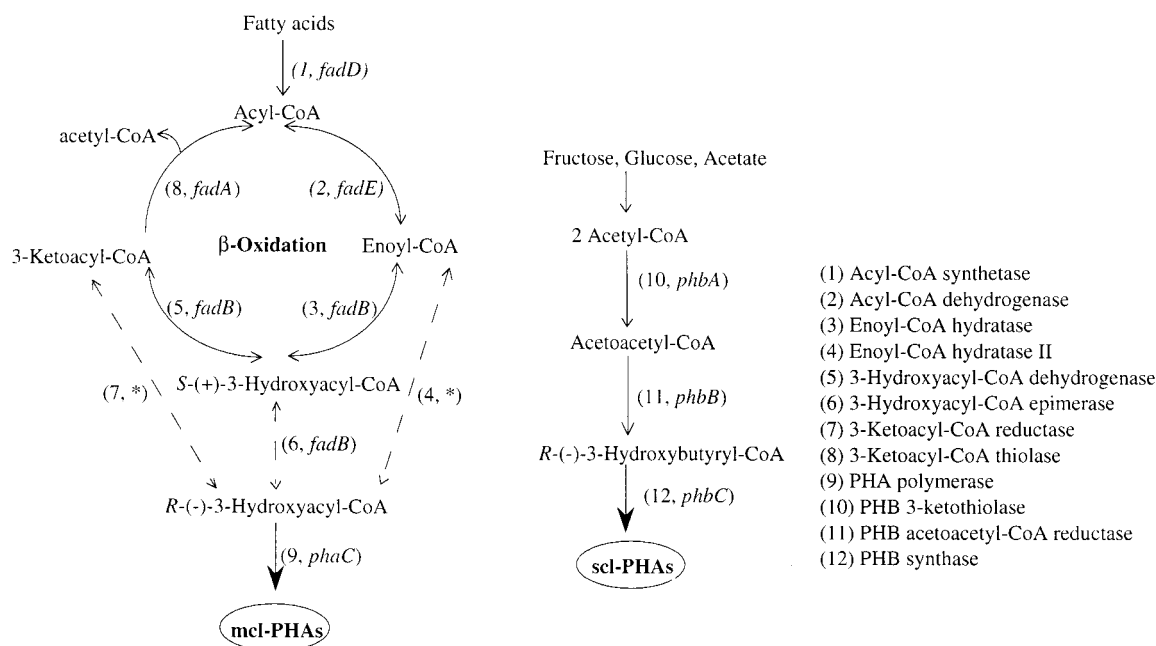 Fatty acids
(1, fadD)
Acyl-CoA
acetyl-CoA
(8, fadA)
(2, fadE)
β-Oxidation
3-Ketoacyl-CoA
Enoyl-CoA
(5, fadB)
(3, fadB)
S-(+)-3-Hydroxyacyl-CoA
(7, *)
(4, *)
(6, fadB)
R-(-)-3-Hydroxyacyl-CoA
(9, phaC)
mcl-PHAs
Fructose, Glucose, Acetate
2 Acetyl-CoA
(10, phbA)
Acetoacetyl-CoA
(11, phbB)
R-(-)-3-Hydroxybutyryl-CoA
(12, phbC)
scl-PHAs
(1) Acyl-CoA synthetase
(2) Acyl-CoA dehydrogenase
(3) Enoyl-CoA hydratase
(4) Enoyl-CoA hydratase II
(5) 3-Hydroxyacyl-CoA dehydrogenase
(6) 3-Hydroxyacyl-CoA epimerase
(7) 3-Ketoacyl-CoA reductase
(8) 3-Ketoacyl-CoA thiolase
(9) PHA polymerase
(10) PHB 3-ketothiolase
(11) PHB acetoacetyl-CoA reductase
(12) PHB synthase